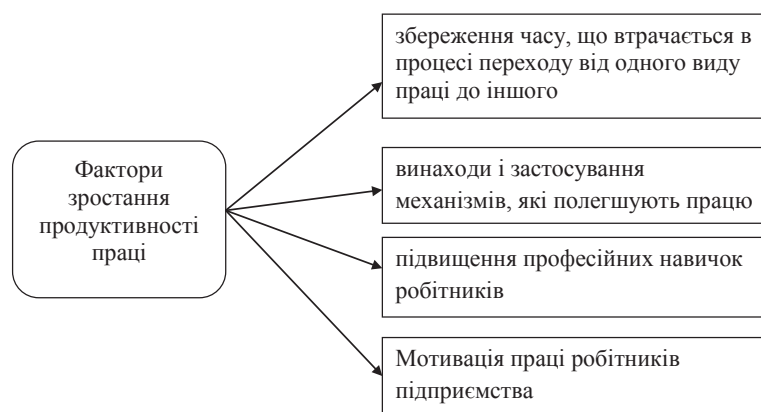 Фактори
зростання
продуктивності
праці
збереження часу, що втрачається в
процесі переходу від одного виду
праці до іншого
винаходи і застосування
механізмів, які полегшують працю
підвищення професійних навичок
робітників
Мотивація праці робітників
підприємства